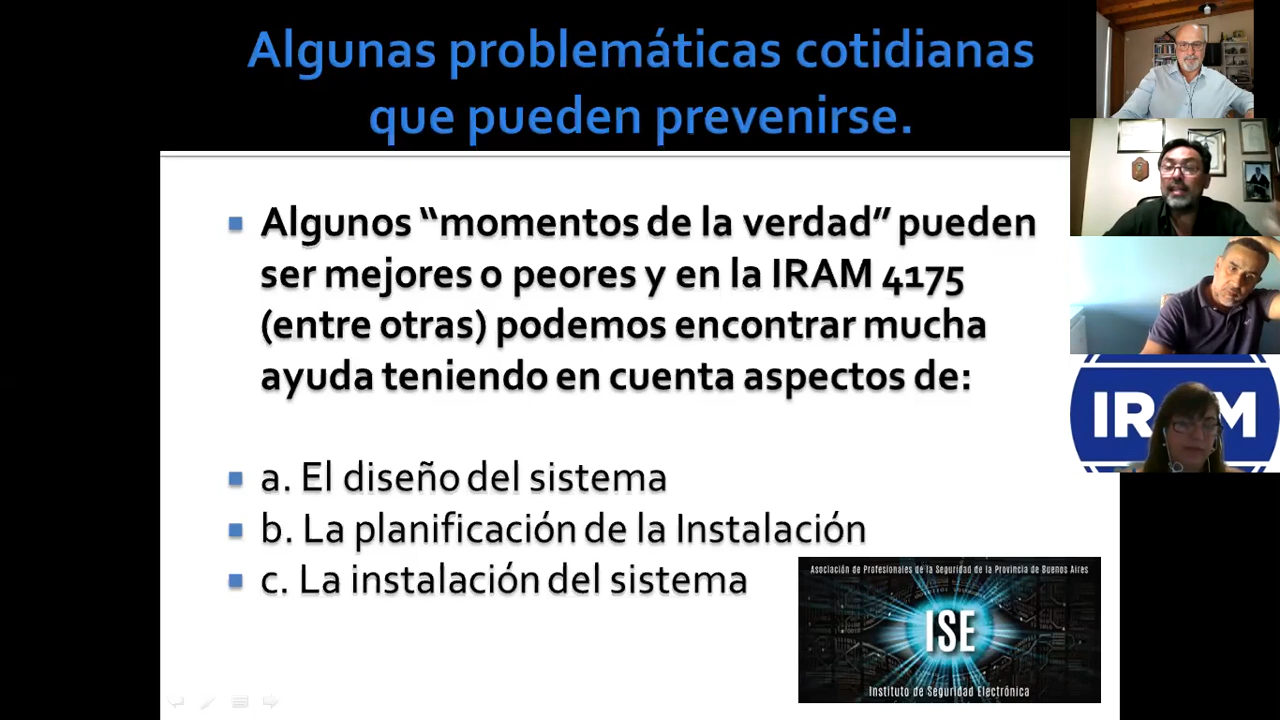 Algunas problemáticas cotidianas
que pueden prevenirse.
Algunos “momentos de la verdad” pueden
ser mejores o peores y en la IRAM 4175
(entre otras) podemos encontrar mucha
ayuda teniendo en cuenta aspectos de:
a. El diseño del sistema
b. La planificación de la Instalación
c. La instalación del sistema
Asociación de Profesionales de la Seguridad de la Provincia de Buenos Aires
ISE
Instituto de Seguridad Electrónica